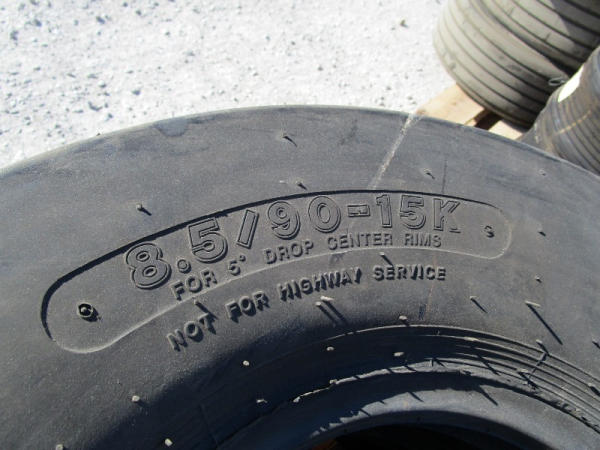 8.5/90-15K
FOR 5° DROP CENTER RIMS
NOT FOR HIGHWAY SERVICE